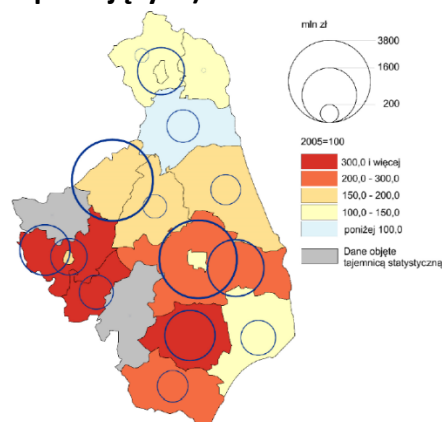 mln zł
3800
1600
200
2005=100
300,0 i więcej
200,0 - 300,0
150,0 - 200,0
100,0 - 150,0
poniżej 100,0
Dane objęte
tajemnicą statystyczną